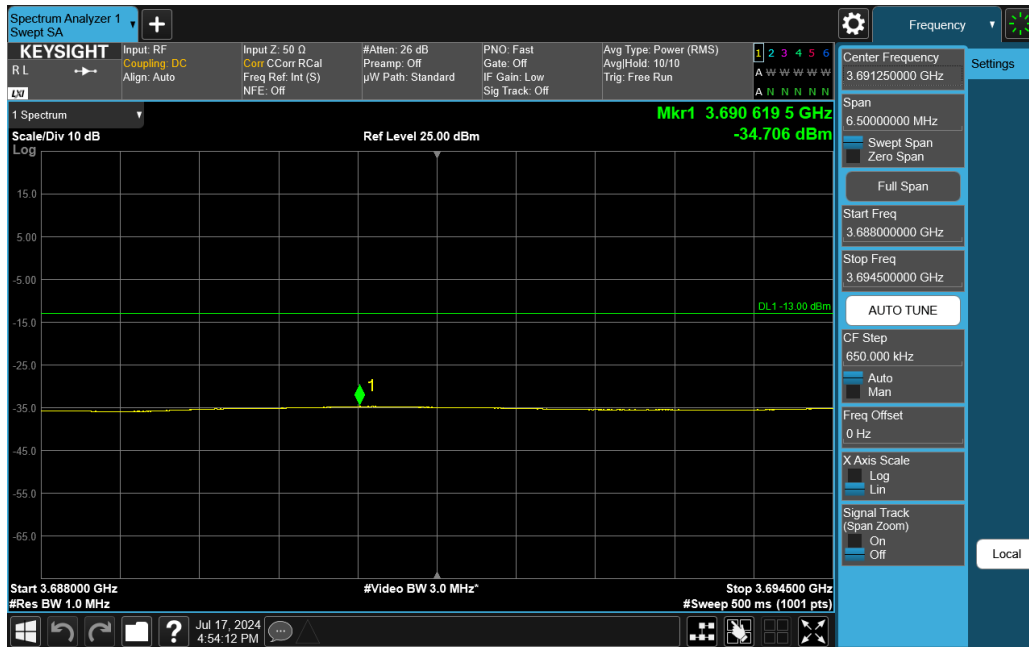 Spectrum Analyzer 1
Swept SA
Frequency
KEYSIGHT
R L
LXI
Input: RF
Coupling: DC
Align: Auto
Input Z: 50 Ω
Corr CCorr RCal
Freq Ref: Int (S)
NFE: Off
#Atten: 26 dB
Preamp: Off
µW Path: Standard
PNO: Fast
Gate: Off
IF Gain: Low
Sig Track: Off
Avg Type: Power (RMS)
Avg|Hold: 10/10
Trig: Free Run
1 2 3 4 5 6
A W W W W W
A N N N N N
1 Spectrum
Mkr1 3.690 619 5 GHz
-34.706 dBm
Scale/Div 10 dB
Ref Level 25.00 dBm
Log
15.0
5.00
-5.00
-15.0
-25.0
-35.0
-45.0
-55.0
-65.0
DL1 -13.00 dBm
1
Start 3.688000 GHz
#Res BW 1.0 MHz
#Video BW 3.0 MHz*
Stop 3.694500 GHz
#Sweep 500 ms (1001 pts)
Jul 17, 2024
4:54:12 PM
Center Frequency
3.691250000 GHz
Span
6.50000000 MHz
Swept Span
Zero Span
Full Span
Start Freq
3.688000000 GHz
Stop Freq
3.694500000 GHz
AUTO TUNE
CF Step
650.000 kHz
Auto
Man
Freq Offset
0 Hz
X Axis Scale
Log
Lin
Signal Track
(Span Zoom)
On
Off
Settings
Local